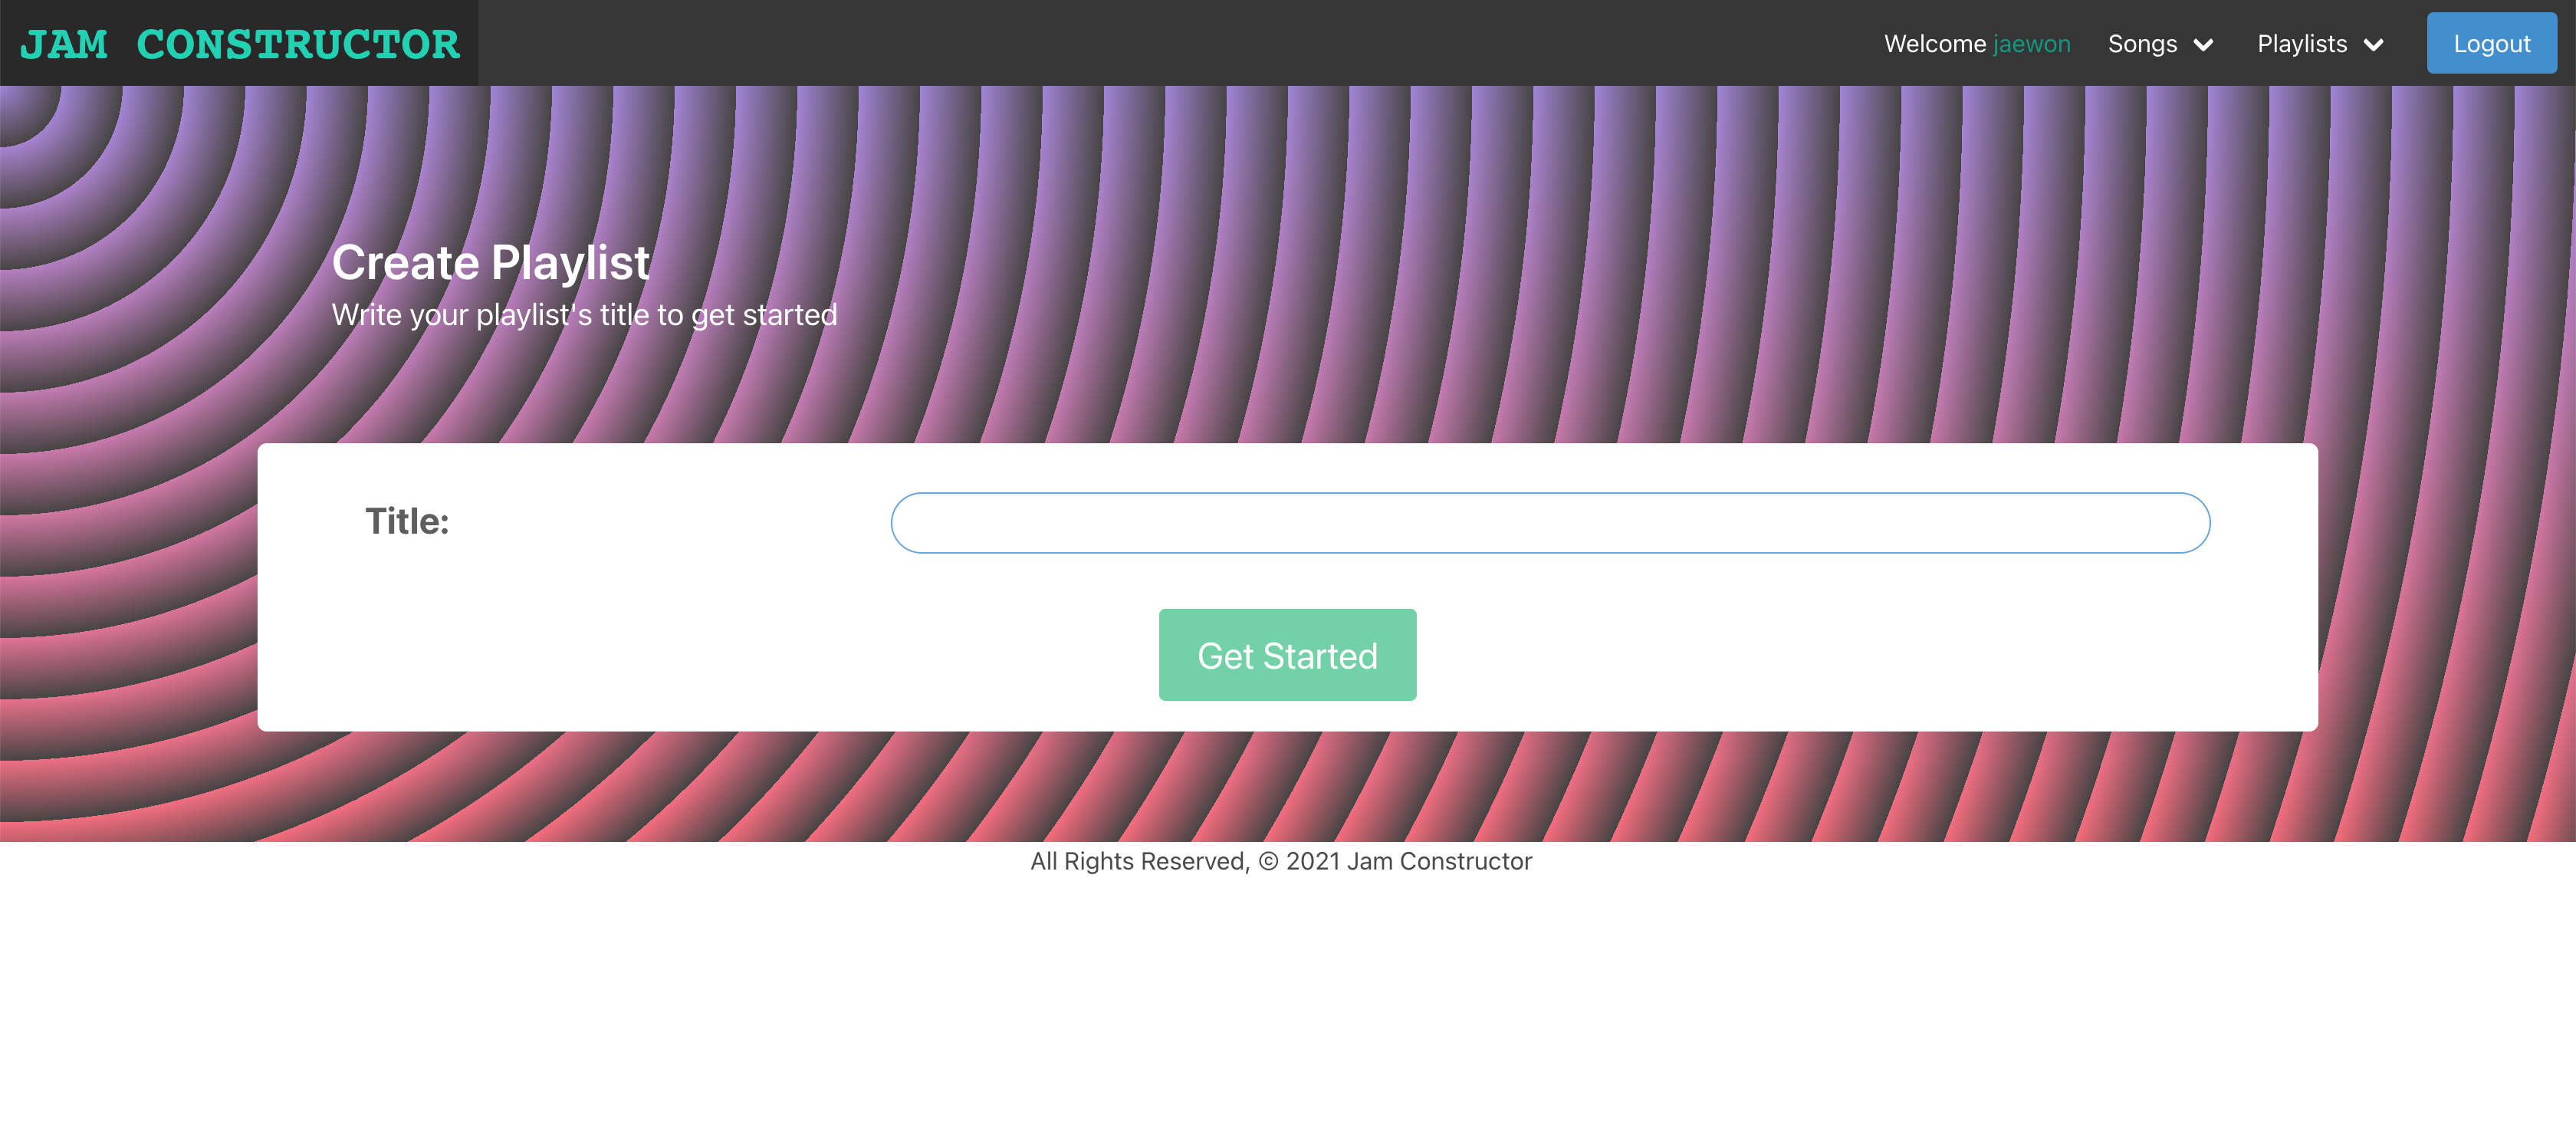 JAM CONSTRUCTOR
Welcome jaewon Songs Playlists Logout
Create Playlist
Write your playlist's title to get started
Title:
Get Started
All Rights Reserved, © 2021 Jam Constructor